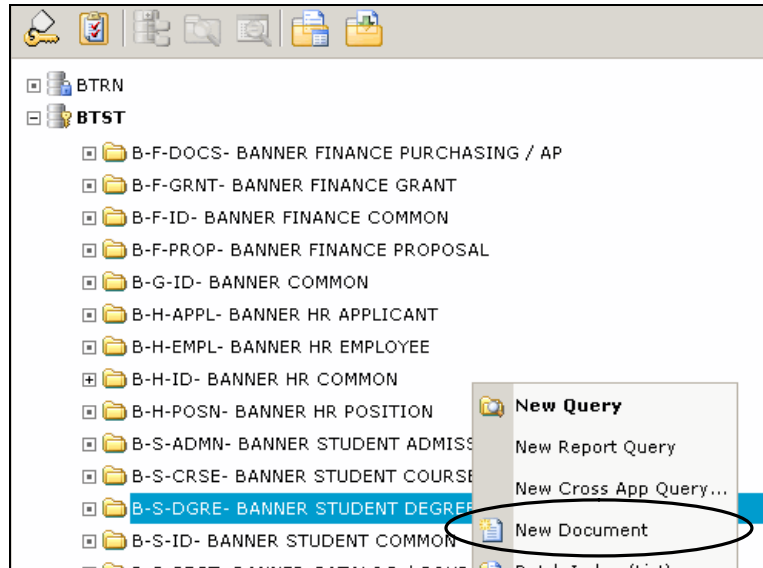 BTRN
BTST
B-F-DOCS- BANNER FINANCE PURCHASING / AP
B-F-GRNT- BANNER FINANCE GRANT
B-F-ID- BANNER FINANCE COMMON
B-F-PROP- BANNER FINANCE PROPOSAL
B-G-ID- BANNER COMMON
B-H-APPL- BANNER HR APPLICANT
B-H-EMPL- BANNER HR EMPLOYEE
B-H-ID- BANNER HR COMMON
B-H-POSN- BANNER HR POSITION
B-S-ADMN- BANNER STUDENT ADMISS
B-S-CRSE- BANNER STUDENT COURSE
B-S-DGRE- BANNER STUDENT DEGREE
B-S-ID- BANNER STUDENT COMMON
New Query
New Report Query
New Cross App Query...
New Document